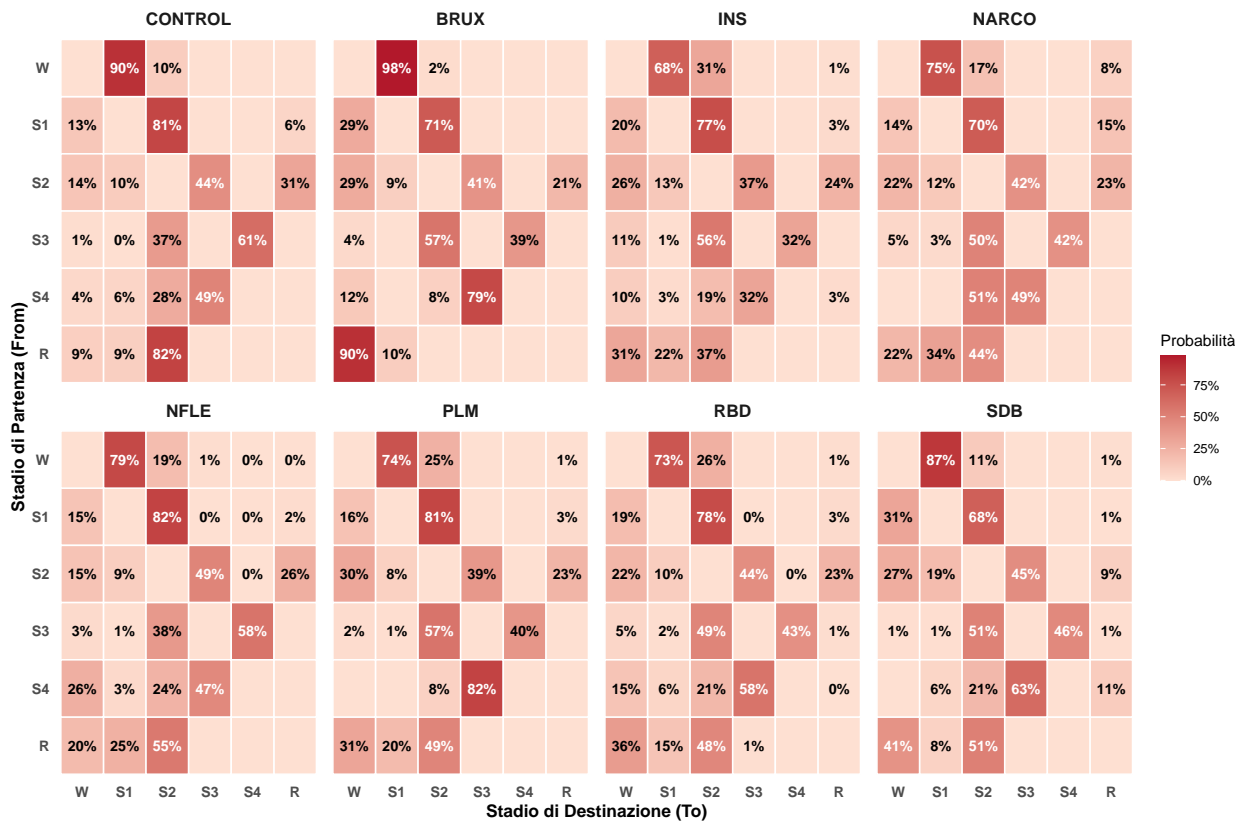 CONTROL BRUX INS NARCO
W 90% 10% 98% 2% 68% 31% 1% 75% 17% 8%
S1 13% 81% 6% 29% 71% 20% 77% 3% 14% 70% 15%
S2 14% 10% 44% 31% 29% 9% 41% 21% 26% 13% 37% 24% 22% 12% 42% 23%
S3 1% 0% 37% 61% 4% 57% 39% 11% 1% 56% 32% 5% 3% 50% 42%
S4 4% 6% 28% 49% 12% 8% 79% 10% 3% 19% 32% 3% 51% 49%
R 9% 9% 82% 90% 10% 31% 22% 37% 22% 34% 44%
NFLE PLM RBD SDB
W 79% 19% 1% 0% 0% 74% 25% 1% 73% 26% 1% 87% 11% 1%
S1 15% 82% 0% 0% 2% 16% 81% 3% 19% 78% 0% 3% 31% 68% 1%
S2 15% 9% 49% 0% 26% 30% 8% 39% 23% 22% 10% 44% 0% 23% 27% 19% 45% 9%
S3 3% 1% 38% 58% 2% 1% 57% 40% 5% 2% 49% 43% 1% 1% 1% 51% 46% 1%
S4 26% 3% 24% 47% 8% 82% 15% 6% 21% 58% 0% 6% 21% 63% 11%
R 20% 25% 55% 31% 20% 49% 36% 15% 48% 1% 41% 8% 51%
W S1 S2 S3 S4 R W S1 S2 S3 S4 R W S1 S2 S3 S4 R W S1 S2 S3 S4 R
Stadio di Destinazione (To)
Stadio di Partenza (From)
Probabilità
75%
50%
25%
0%